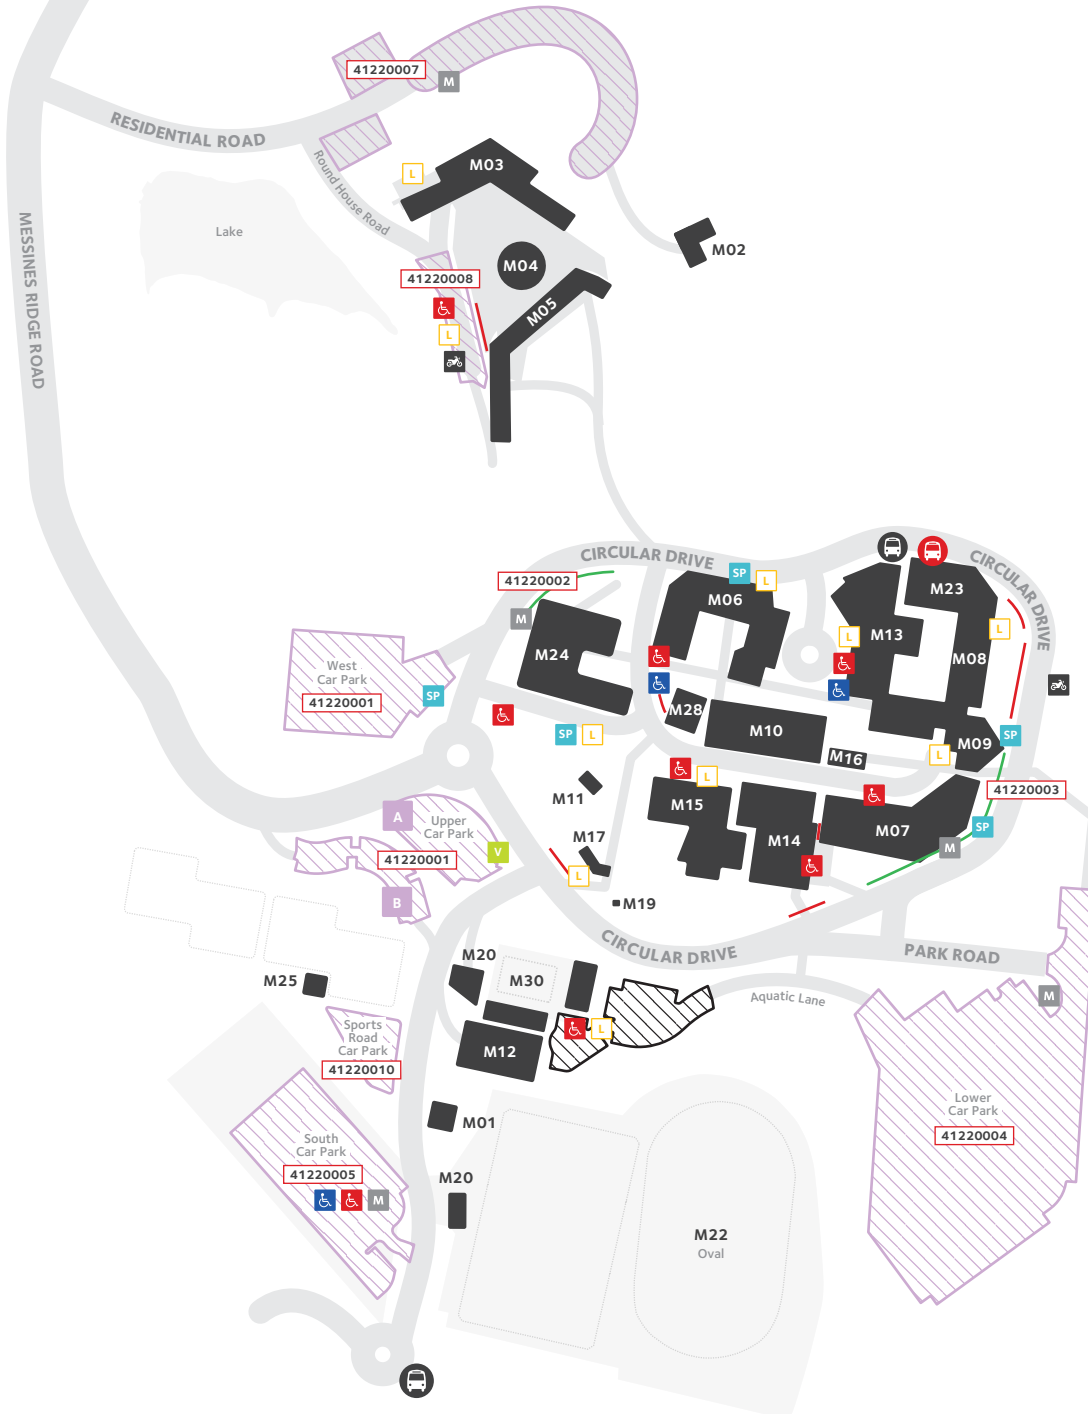 41220007
M
RESIDENTIAL ROAD
Round House Road
L
M03
Lake
MESSINES RIDGE ROAD
M02
M04
41220008
M05
L
CIRCULAR DRIVE
CIRCULAR DRIVE
41220002
SP
L
M
M06
M23
M24
L
M13
L
M08
West
Car Park
41220001
SP
M28
M10
SP
L
M16
L
M09
SP
M11
L
M15
41220003
A
Upper
Car Park
SP
M07
M14
M
M17
V
41220001
L
B
M19
CIRCULAR DRIVE
PARK ROAD
M20
M25
M30
Aquatic Lane
M
Sports
Road
Car Park
41220010
L
M12
M01
Lower
Car Park
41220004
South
Car Park
41220005
M
M20
M22
Oval